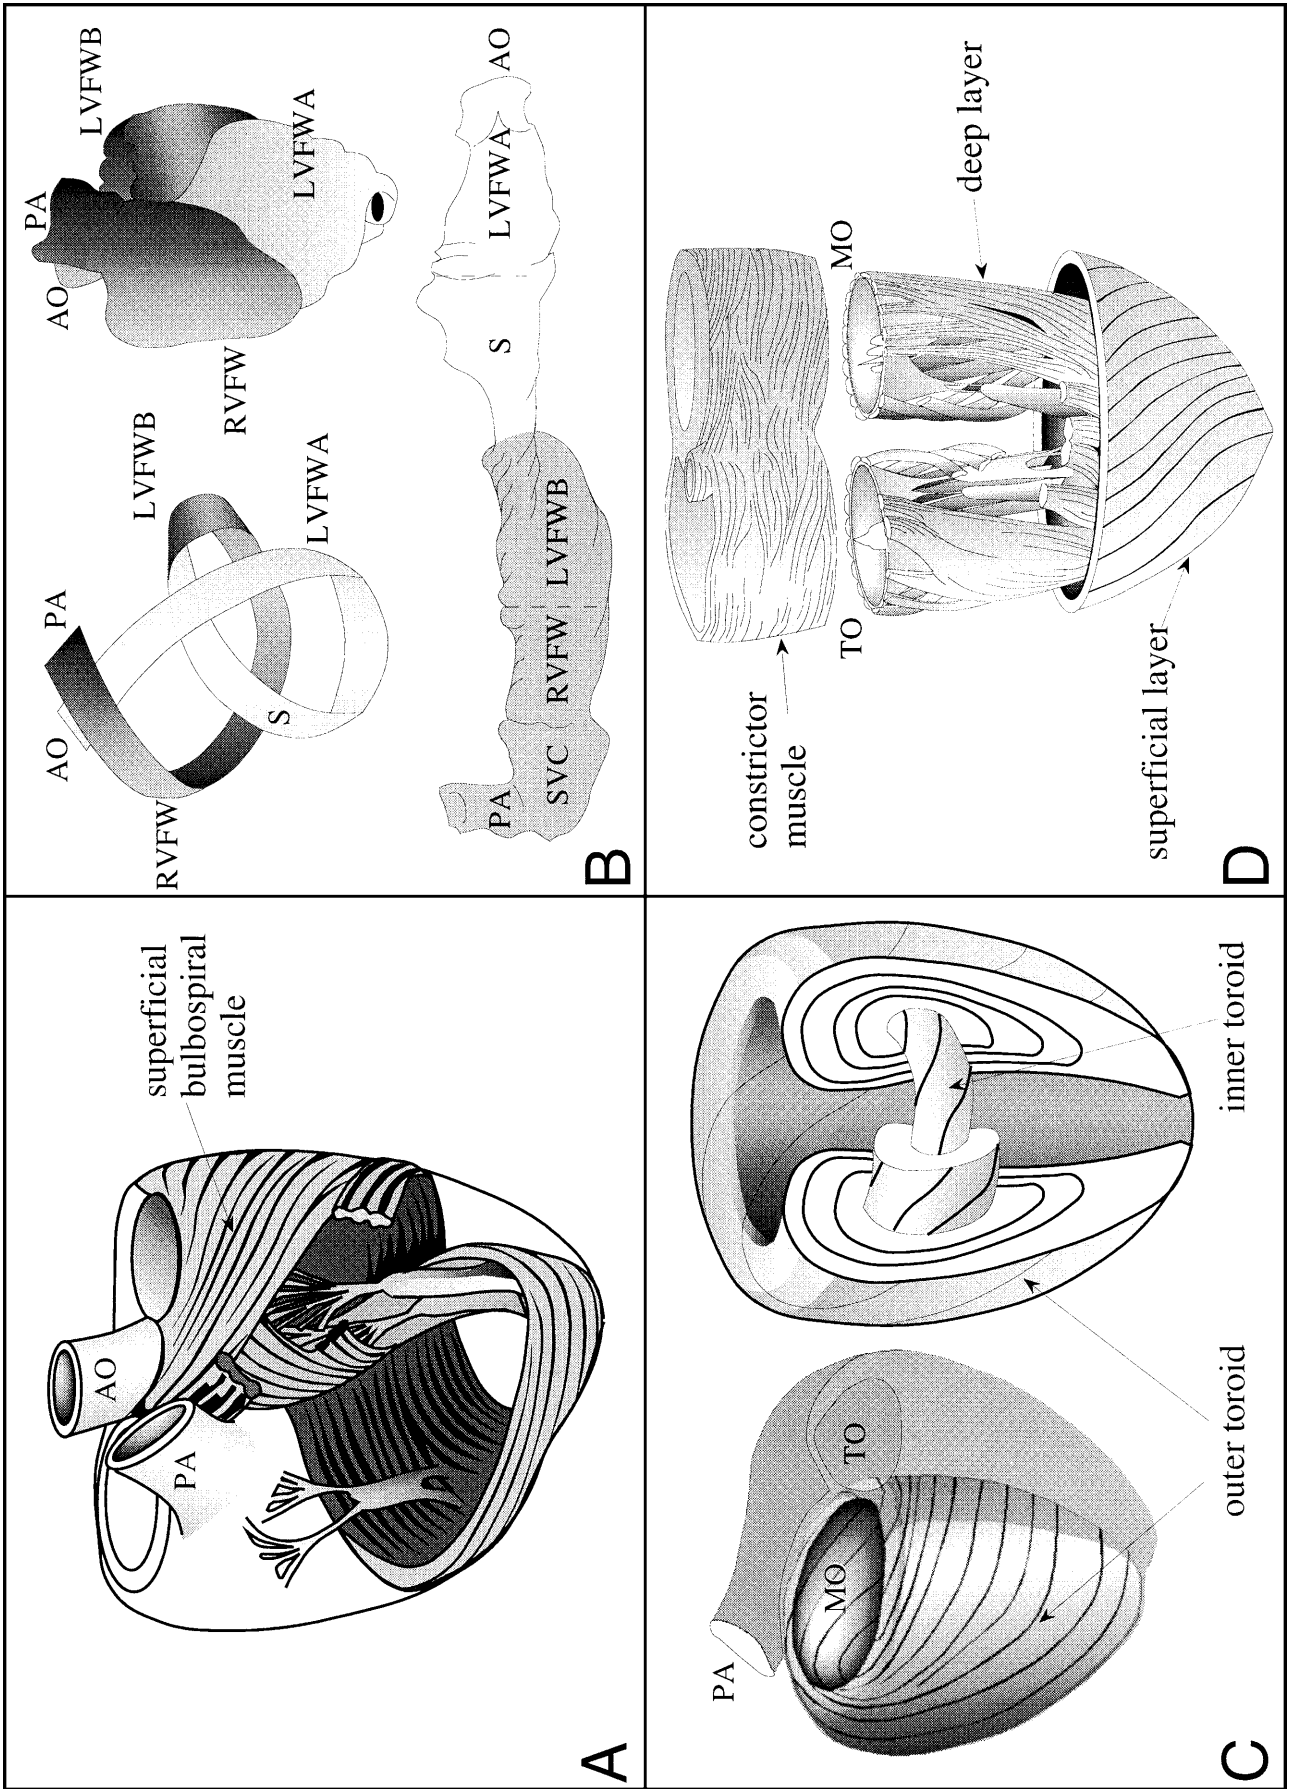 AO
PA
superficial
bulbospiral
muscle
A
AO
PA
RVFW
S
LVFWB
LVFWA
PA
AO
LVFWB
RVFW
LVFWA
PA
SVC
RVFW
LVFWB
S
LVFWA
AO
B
PA
MO
TO
outer toroid
inner toroid
C
constrictor
muscle
TO
MO
deep layer
superficial layer
D